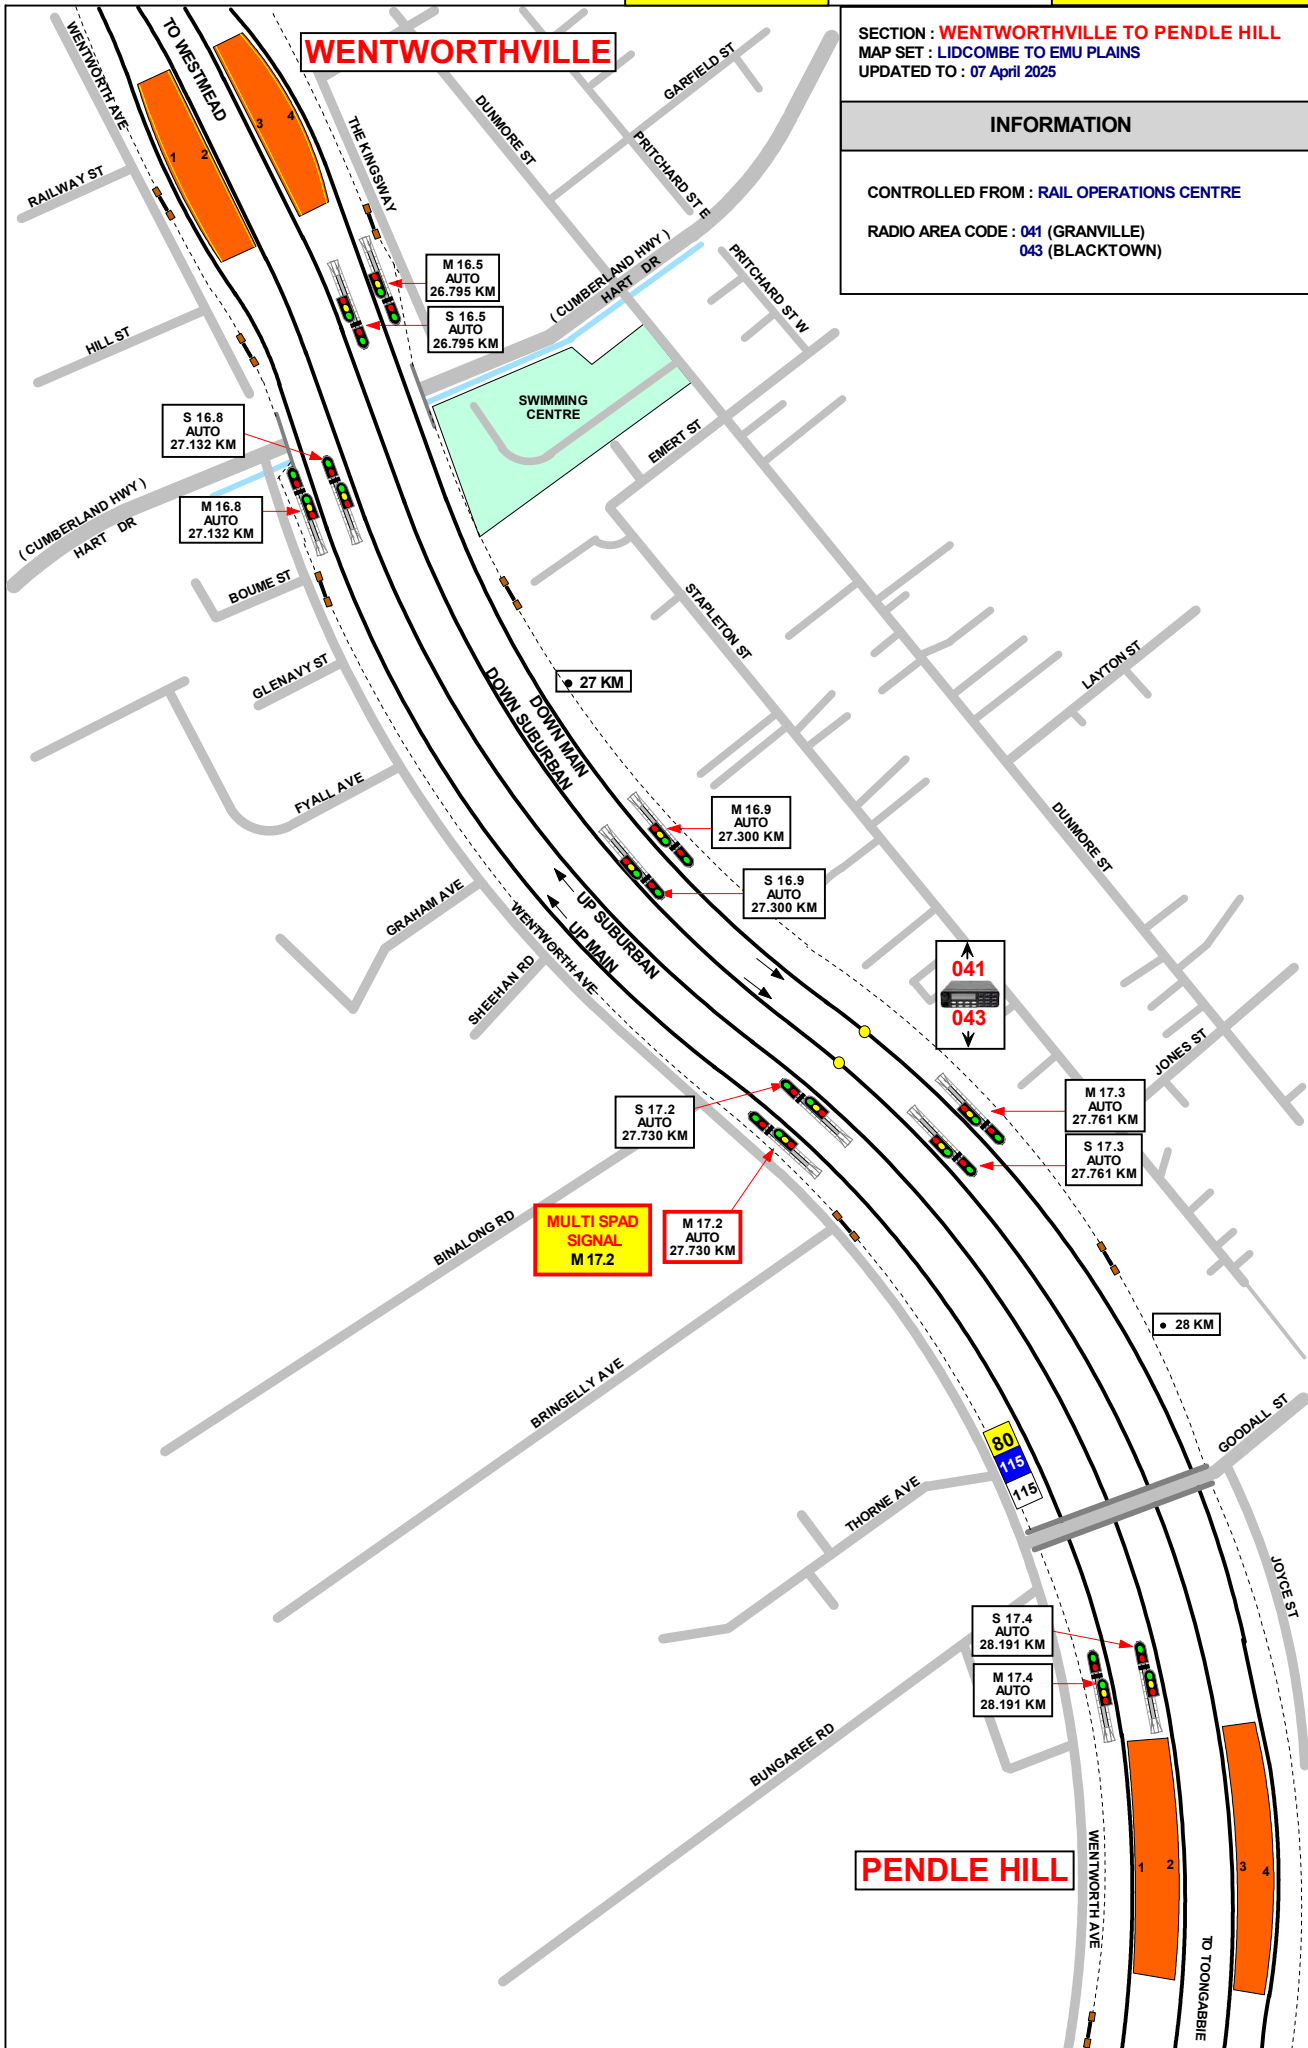 SECTION : WENTWORTHVILLE TO PENDLE HILL
MAP SET : LIDCOMBE TO EMU PLAINS
UPDATED TO : 07 April 2025
INFORMATION
CONTROLLED FROM : RAIL OPERATIONS CENTRE
RADIO AREA CODE : 041 (GRANVILLE)
043 (BLACKTOWN)
WENTWORTHVILLE
WENTWORTH AVE
TO WESTMEAD
1
2
3
4
THE KINGSWAY
DUNMORE ST
GARFIELD ST
PRITCHARD ST E
RAILWAY ST
HILL ST
M 16.5
AUTO
26.795 KM
S 16.5
AUTO
26.795 KM
( CUMBERLAND HWY )
HART DR
PRITCHARD ST W
SWIMMING
CENTRE
EMERT ST
S 16.8
AUTO
27.132 KM
M 16.8
AUTO
27.132 KM
( CUMBERLAND HWY )
HART DR
BOUME ST
GLENAVY ST
FYALL AVE
STAPLETON ST
LAYTON ST
27 KM
DOWN MAIN
DOWN SUBURBAN
M 16.9
AUTO
27.300 KM
S 16.9
AUTO
27.300 KM
DUNMORE ST
GRAHAM AVE
WENTWORTH AVE
SHEEHAN RD
UP SUBURBAN
UP MAIN
041
043
JONES ST
S 17.2
AUTO
27.730 KM
M 17.3
AUTO
27.761 KM
S 17.3
AUTO
27.761 KM
MULTI SPAD
SIGNAL
M 17.2
M 17.2
AUTO
27.730 KM
BINALONG RD
BRINGELLY AVE
28 KM
80
115
115
GOODALL ST
THORNE AVE
JOYCE ST
S 17.4
AUTO
28.191 KM
M 17.4
AUTO
28.191 KM
BUNGAREE RD
PENDLE HILL
WENTWORTH AVE
1
2
3
4
TO TOONGABBIE